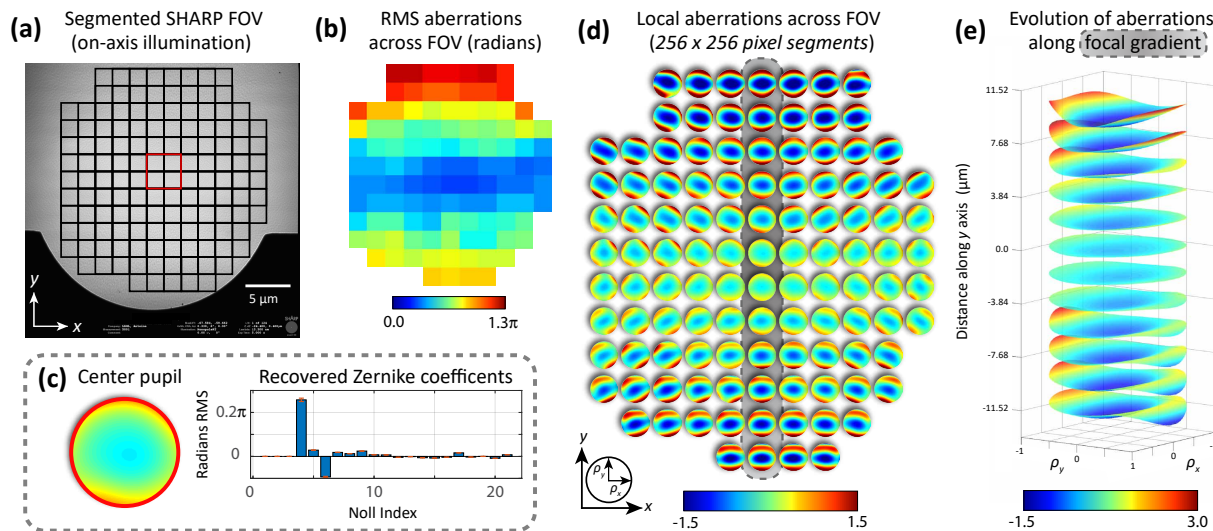 (a)
Segmented SHARP FOV
(on-axis illumination)
y
x
5 μm
SHARP
(b)
RMS aberrations
across FOV (radians)
0.0
1.3π
(c)
Center pupil
Recovered Zernike coefficents
Radians RMS
0.2π
0
0
10
20
Noll Index
(d)
Local aberrations across FOV
(256 x 256 pixel segments)
y
ρy
ρx
x
-1.5
1.5
(e)
Evolution of aberrations
along focal gradient
Distance along y axis (μm)
11.52
7.68
3.84
0.0
-3.84
-7.68
-11.52
-1
0
1
0
ρy
ρx
-1.5
3.0